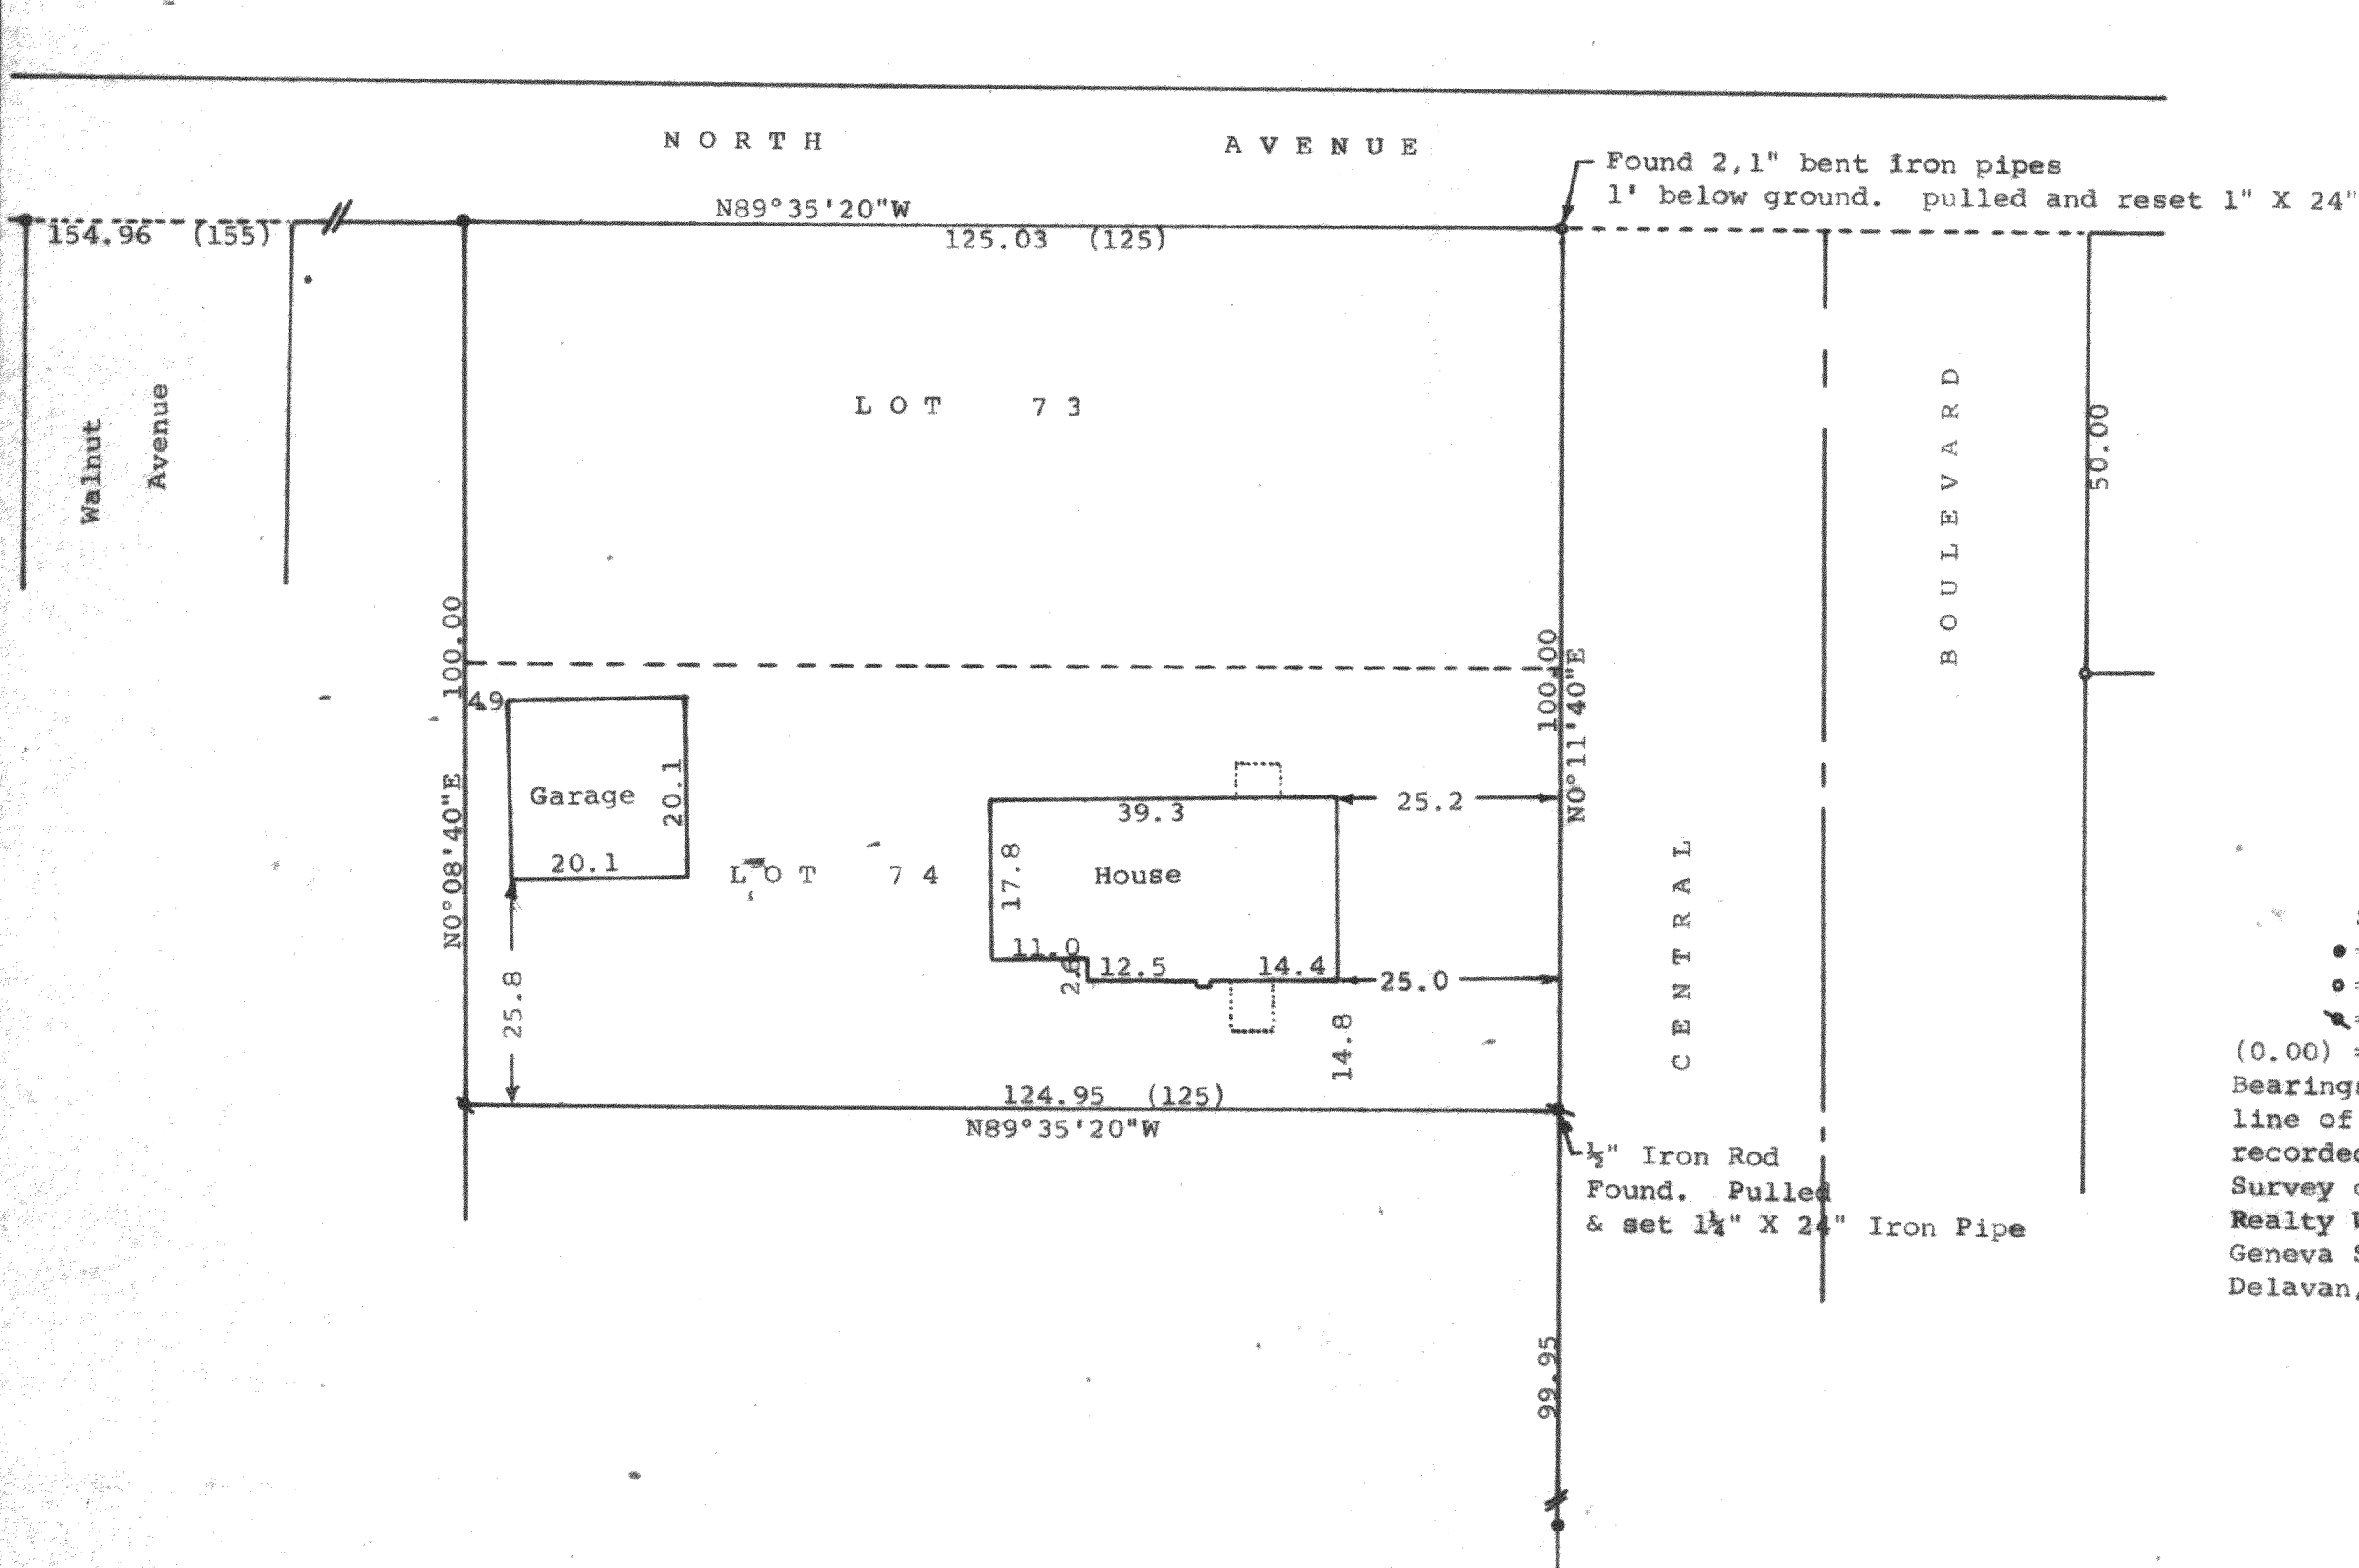 NORTH AVENUE
Found 2,1" bent iron pipes
1' below ground. pulled and reset 1" X 24"
N89°35'20"W
154.96 (155)
125.03 (125)
Walnut
Avenue
LOT 73
BOULEVARD
50.00
100.00
N0°08'40"E
100.00
N0°11'40"E
4.9
Garage
20.1
20.1
25.8
LOT 74
39.3
25.2
17.8
House
11.0
2.6
12.5
14.4
25.0
14.8
CENTRAL
124.95 (125)
N89°35'20"W
½" Iron Rod
Found. Pulled
& set 1¼" X 24" Iron Pipe
99.95
(0.00) =
Bearings
line of
recorded
Survey
Realty
Geneva
Delavan,